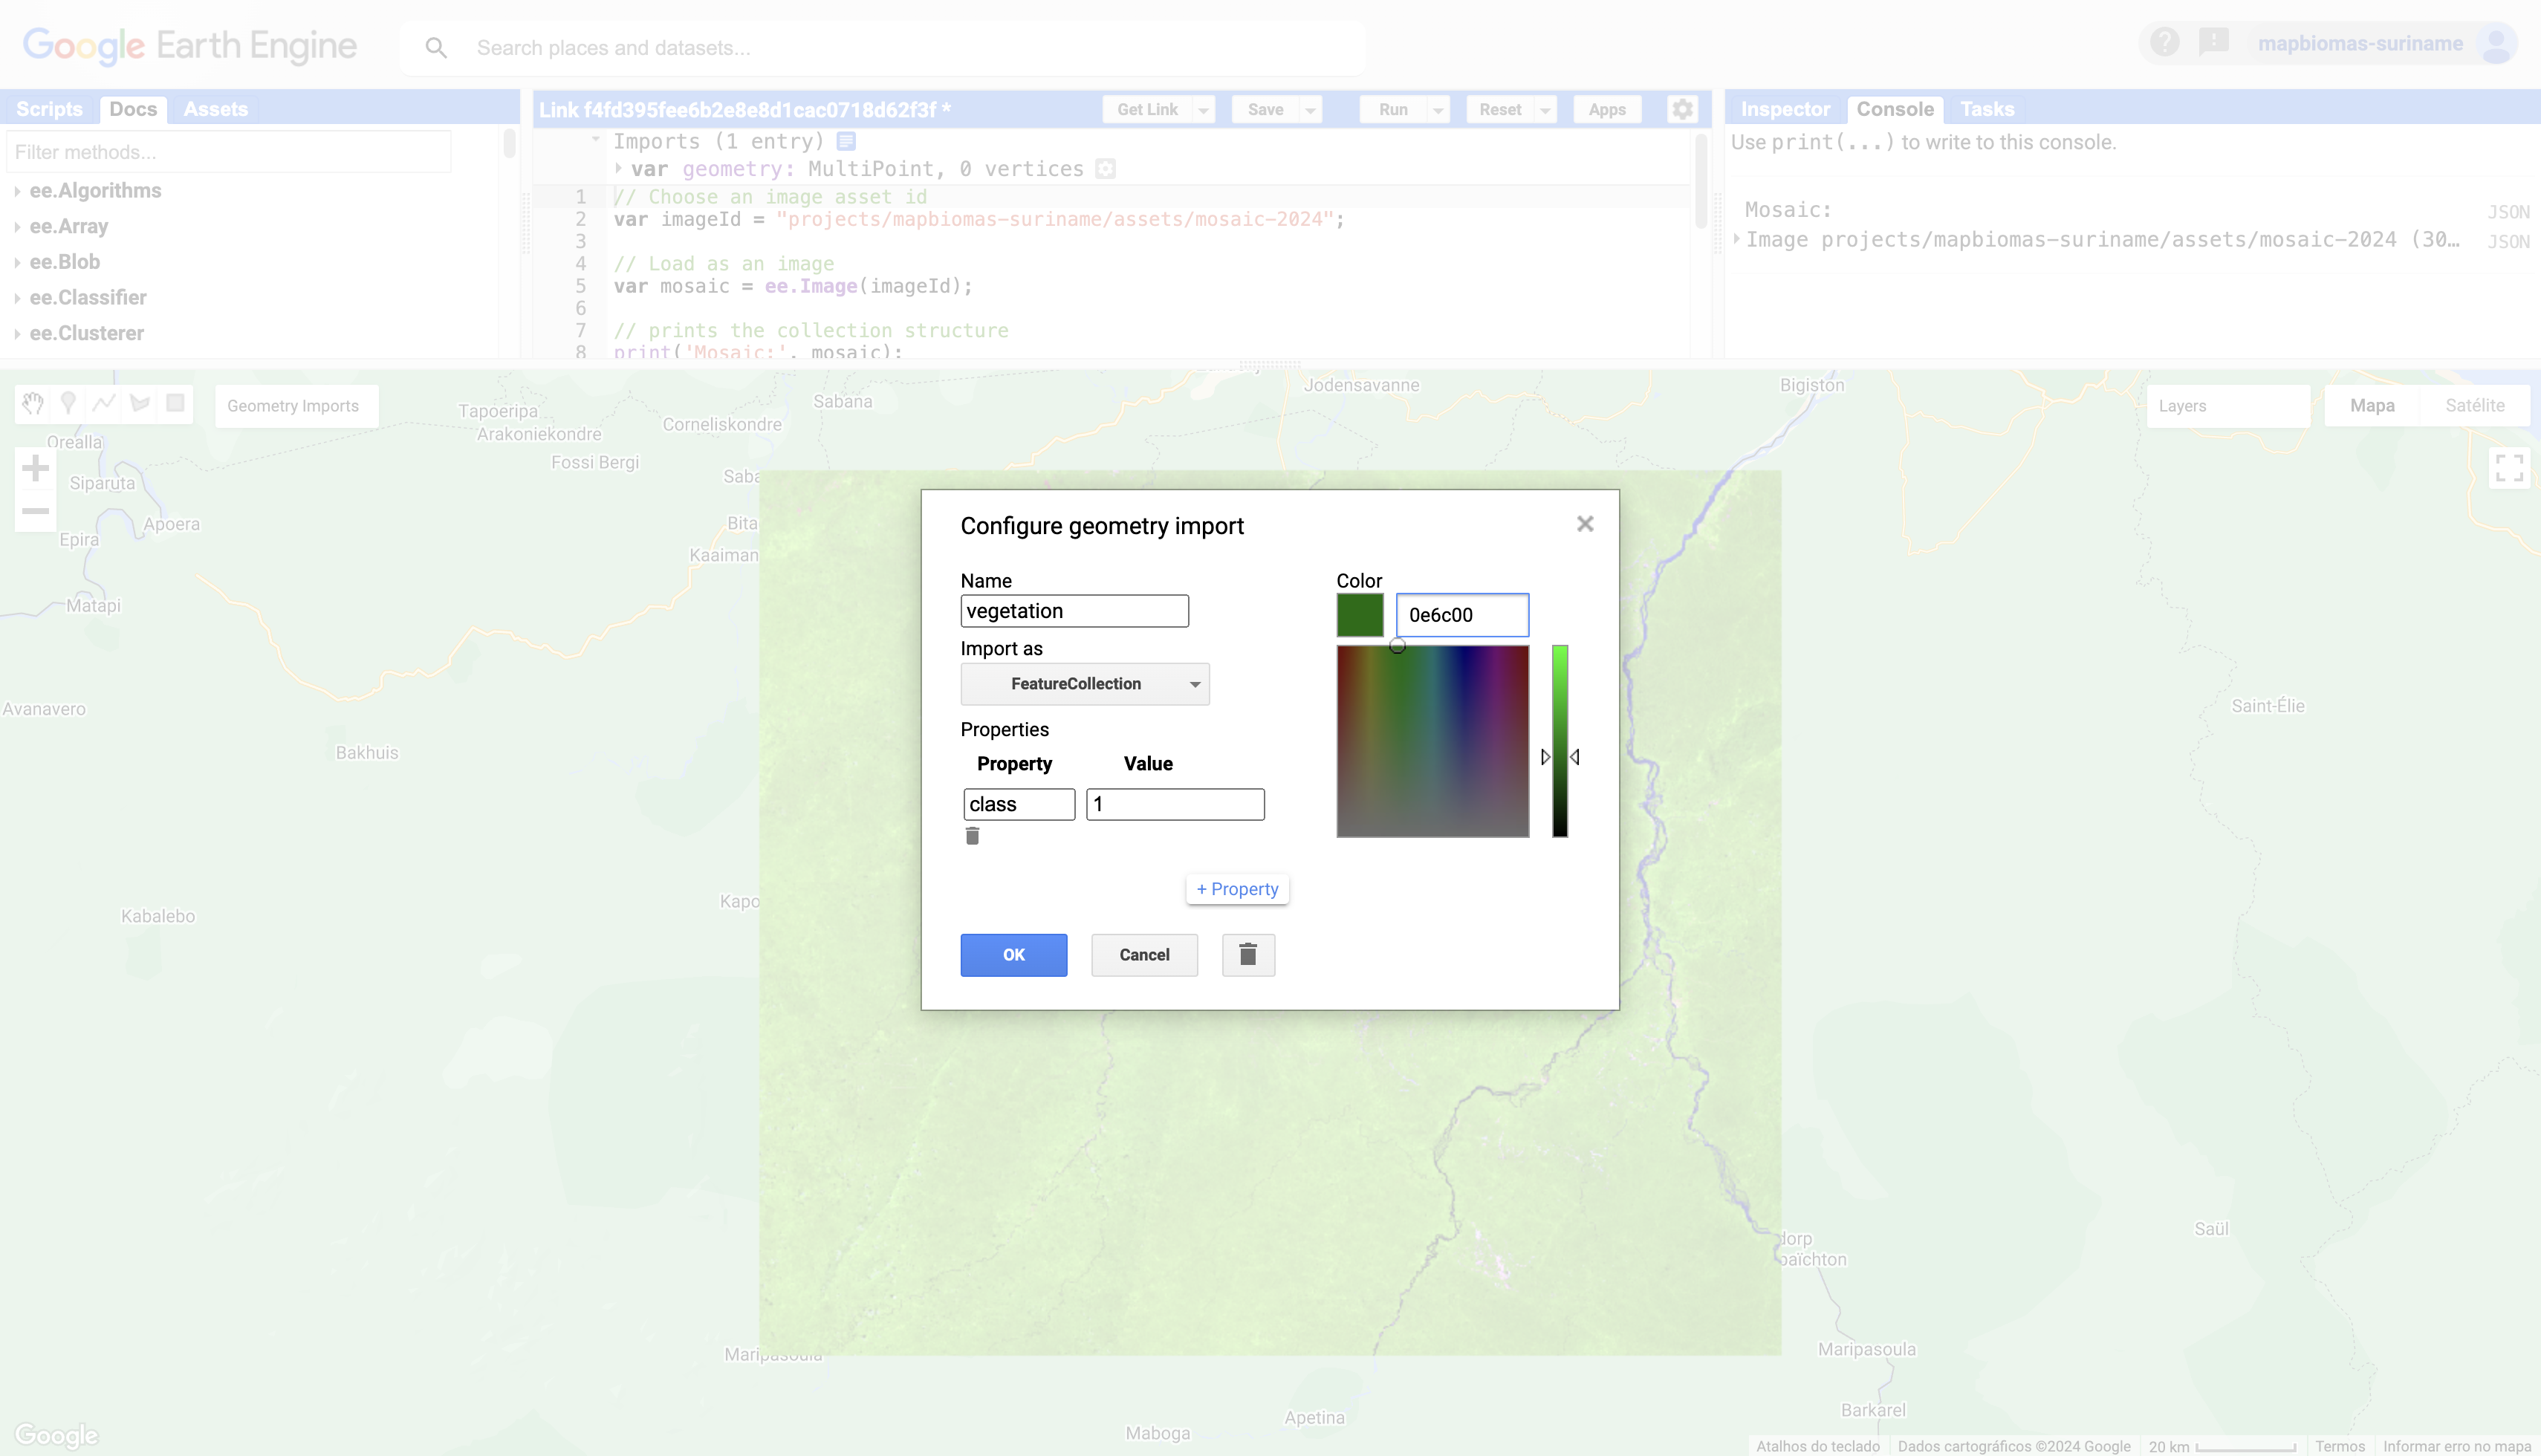 Google Earth Engine
Search places and datasets...
mapbiomas-suriname
Scripts Docs Assets
Filter methods...
ee.Algorithms
ee.Array
ee.Blob
ee.Classifier
ee.Clusterer
Link f4fd395fee6b2e8e8d1cac0718d62f3f *
Get Link Save Run Reset Apps
Imports (1 entry)
var geometry: MultiPoint, 0 vertices
1 // Choose an image asset id
2 var imageId = "projects/mapbiomas-suriname/assets/mosaic-2024";
3
4 // Load as an image
5 var mosaic = ee.Image(imageId);
6
7 // prints the collection structure
8 print('Mosaic:', mosaic);
Inspector Console Tasks
Use print(...) to write to this console.
Mosaic:
JSON
Image projects/mapbiomas-suriname/assets/mosaic-2024 (30…
JSON
Geometry Imports
Layers
Mapa Satélite
Jodensavanne
Bigiston
Sabana
Tapoeripa
Corneliskondre
Arakoniekondre
Orealla
Fossi Bergi
Saba
Siparuta
Apoera
Bita
Epira
Kaaiman
Matapi
Avanavero
Saint-Élie
Bakhuis
Kapo
Kabalebo
Configure geometry import
Name
vegetation
Import as
FeatureCollection
Properties
Property Value
class 1
+ Property
OK Cancel
Color
0e6c00
Saül
dorp
païchton
Maripasoula
Maripasoula
Barkarel
Apetina
Maboga
Google
Atalhos do teclado Dados cartográficos ©2024 Google 20 km Termos Informar erro no mapa